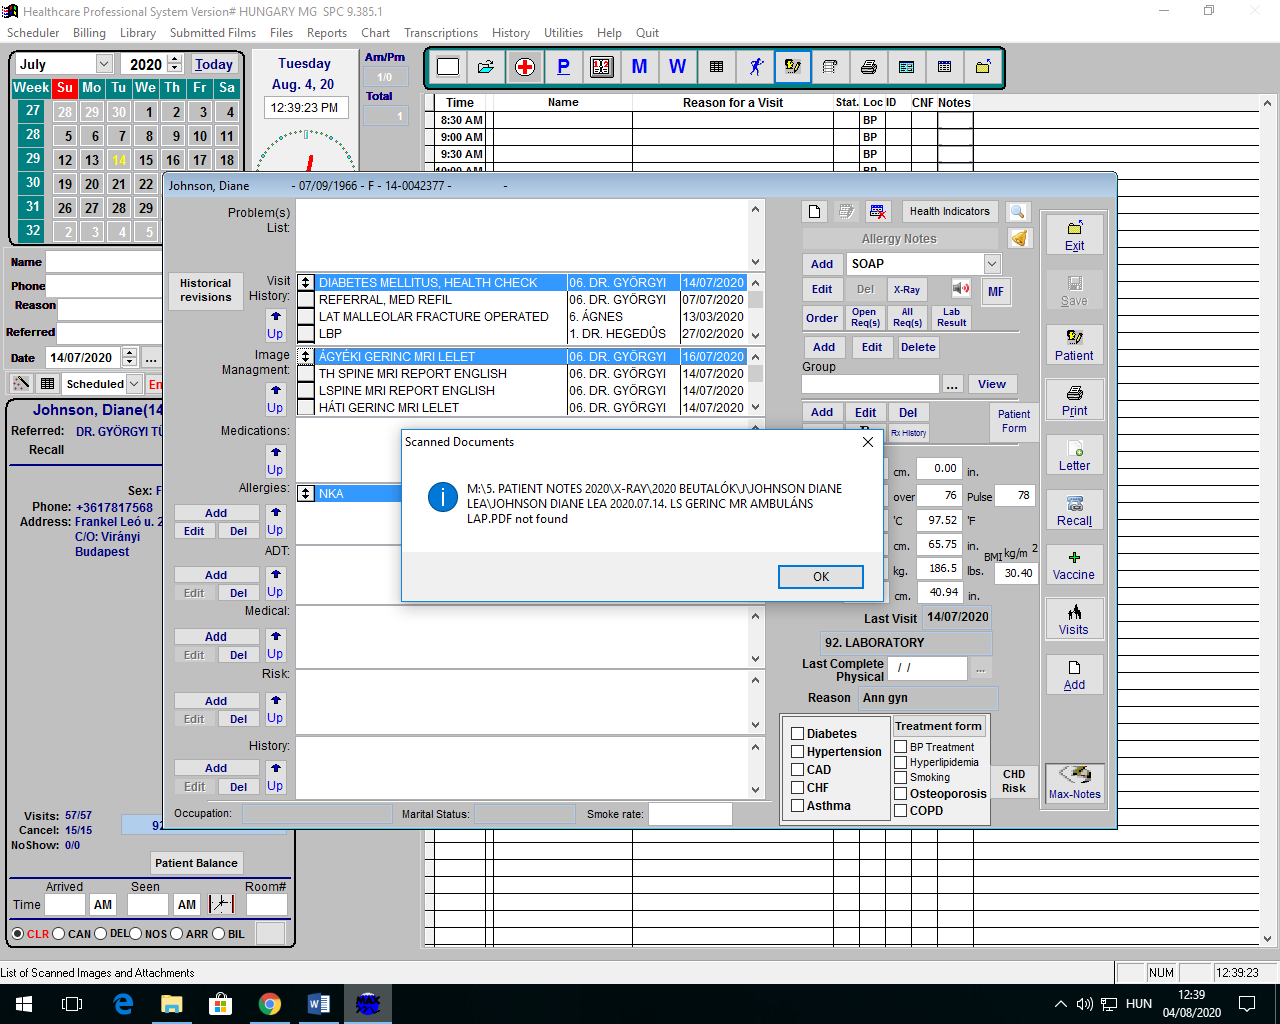 Healthcare Professional System Version# HUNGARY MG SPC 9.385.1
Scheduler Billing Library Submitted Films Files Reports Chart Transcriptions History Utilities Help Quit
July 2020 Today
Week Su Mo Tu We Th Fr Sa
27 28 29 30 1 2 3 4
28 5 6 7 8 9 10 11
29 12 13 14 15 16 17 18
30 19 20 21 22
31 26 27 28 29
32 2 3 4 5
Tuesday
Aug. 4, 20
12:39:23 PM
Am/Pm
1/0
Total
1
P M W
Time Name Reason for a Visit Stat. Loc ID CNF Notes
8:30 AM BP
9:00 AM BP
9:30 AM BP
10:00 AM BP
Name
Phone
Reason
Referred
Date 14/07/2020 ...
Scheduled En
Johnson, Diane(14
Referred: DR. GYÖRGYI TÜ
Recall
Sex: F
Phone: +3617817568
Address: Frankel Leó u. 2
C/O: Virányi
Budapest
Visits: 57/57
Cancel: 15/15
NoShow: 0/0
92
Patient Balance
Arrived Seen Room#
Time AM AM
CLR CAN DEL NOS ARR BIL
Johnson, Diane - 07/09/1966 - F - 14-0042377 - -
Problem(s)
List:
Historical
revisions
Visit
History:
Up
DIABETES MELLITUS, HEALTH CHECK 06. DR. GYÖRGYI 14/07/2020
REFERRAL, MED REFIL 06. DR. GYÖRGYI 07/07/2020
LAT MALLEOLAR FRACTURE OPERATED 6. ÁGNES 13/03/2020
LBP 1. DR. HEGEDÛS 27/02/2020
Image
Managment:
Up
ÁGYÉKI GERINC MRI LELET 06. DR. GYÖRGYI 16/07/2020
TH SPINE MRI REPORT ENGLISH 06. DR. GYÖRGYI 14/07/2020
LSPINE MRI REPORT ENGLISH 06. DR. GYÖRGYI 14/07/2020
HÁTI GERINC MRI LELET 06. DR. GYÖRGYI 14/07/2020
Medications:
Up
Allergies: NKA
Add
Edit Del Up
ADT:
Add
Edit Del Up
Medical:
Add
Edit Del Up
Risk:
Add
Edit Del Up
History:
Add
Edit Del Up
Occupation: Marital Status: Smoke rate:
Scanned Documents
M:\5. PATIENT NOTES 2020\X-RAY\2020 BEUTALÓK\J\JOHNSON DIANE
LEA\JOHNSON DIANE LEA 2020.07.14. LS GERINC MR AMBULÁNS
LAP.PDF not found
OK
Health Indicators
Allergy Notes
Add SOAP
Edit Del X-Ray MF
Order Open Req(s) All Req(s) Lab Result
Add Edit Delete
Group
... View
Add Edit Del
Rx History
Patient
Form
cm. 0.00 in.
over 76 Pulse 78
'C 97.52 'F
cm. 65.75 in. BMI kg/m 2
kg. 186.5 lbs. 30.40
cm. 40.94 in.
Last Visit 14/07/2020
92. LABORATORY
Last Complete
Physical / / ...
Reason Ann gyn
Diabetes
Hypertension
CAD
CHF
Asthma
Treatment form
BP Treatment
Hyperlipidemia
Smoking
Osteoporosis
COPD
CHD
Risk
Exit
Save
Patient
Print
Letter
Recall
Vaccine
Visits
Add
Max-Notes
List of Scanned Images and Attachments NUM 12:39:23
HUN 12:39
04/08/2020